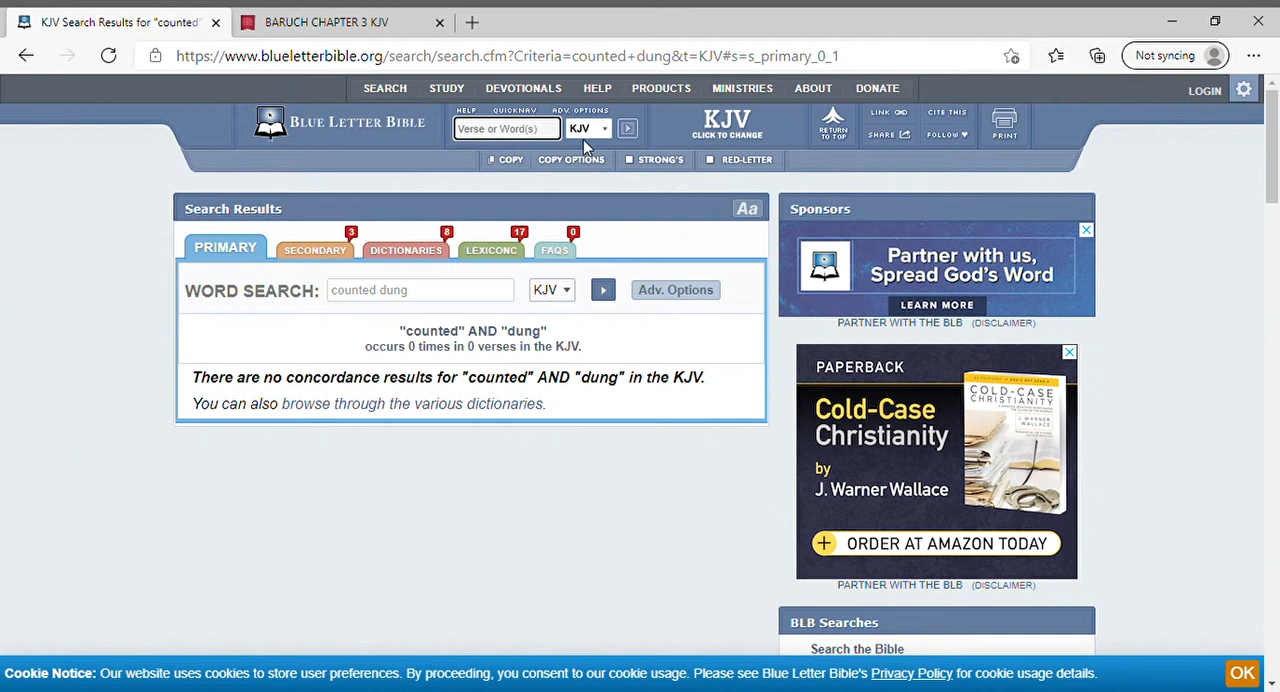 KJV Search Results for "counted"
BARUCH CHAPTER 3 KJV
https://www.blueletterbible.org/search/search.cfm?Criteria=counted+dung&t=KJV#s=s_primary_0_1
Not syncing
SEARCH STUDY DEVOTIONALS HELP PRODUCTS MINISTRIES ABOUT DONATE
LOGIN
BLUE LETTER BIBLE
HELP QUICKNAV ADV. OPTIONS
Verse or Word(s) KJV
KJV
CLICK TO CHANGE
RETURN
TO TOP
LINK CITE THIS
SHARE FOLLOW
PRINT
COPY COPY OPTIONS STRONG'S RED-LETTER
Search Results Aa
PRIMARY SECONDARY 3 DICTIONARIES 8 LEXICONC 17 FAQS 0
WORD SEARCH: counted dung KJV Adv. Options
"counted" AND "dung"
occurs 0 times in 0 verses in the KJV.
There are no concordance results for "counted" AND "dung" in the KJV.
You can also browse through the various dictionaries.
Sponsors
Partner with us,
Spread God's Word
LEARN MORE
PARTNER WITH THE BLB (DISCLAIMER)
PAPERBACK
Cold-Case
Christianity
by
J. Warner Wallace
COLD-CASE
CHRISTIANITY
ORDER AT AMAZON TODAY
PARTNER WITH THE BLB (DISCLAIMER)
BLB Searches
Search the Bible
Cookie Notice: Our website uses cookies to store user preferences. By proceeding, you consent to our cookie usage. Please see Blue Letter Bible's Privacy Policy for cookie usage details.
OK